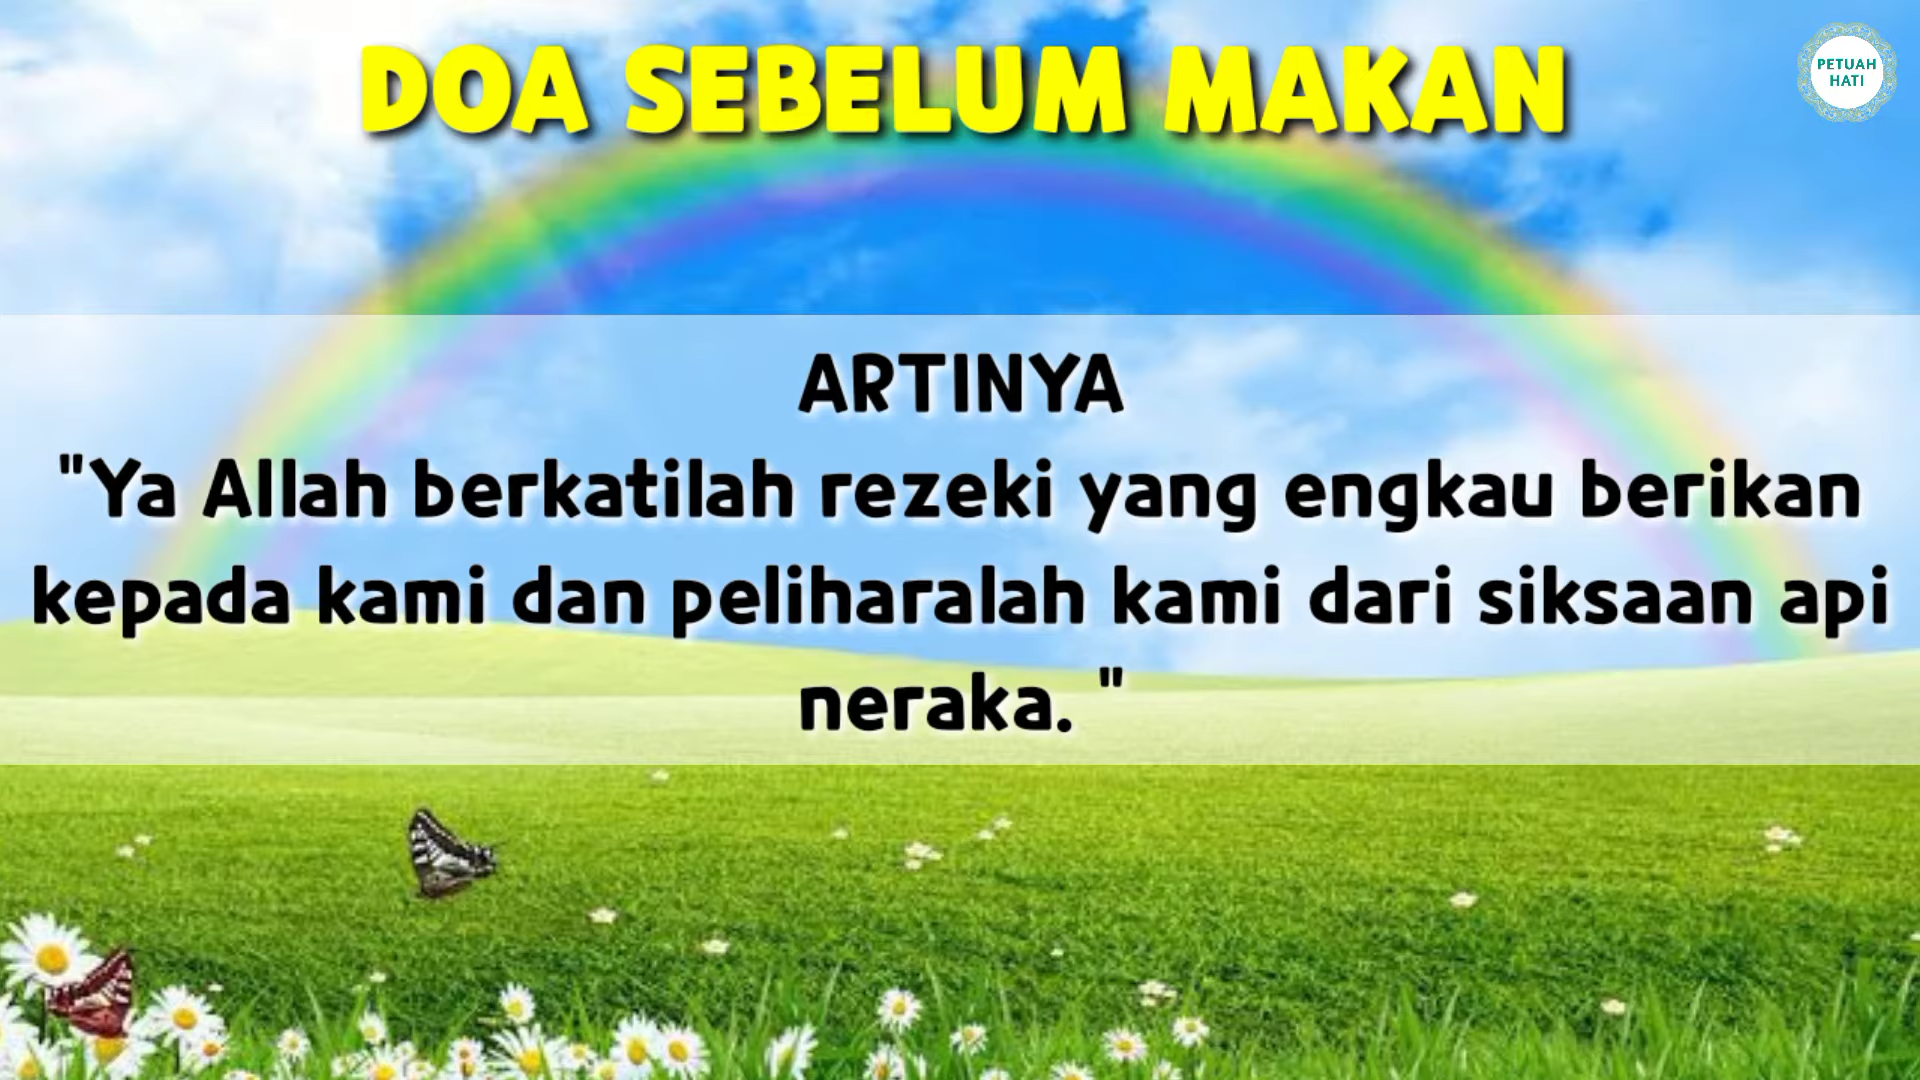 DOA SEBELUM MAKAN
PETUAH
HATI
ARTINYA
"Ya Allah berkatilah rezeki yang engkau berikan
kepada kami dan peliharalah kami dari siksaan api
neraka. "